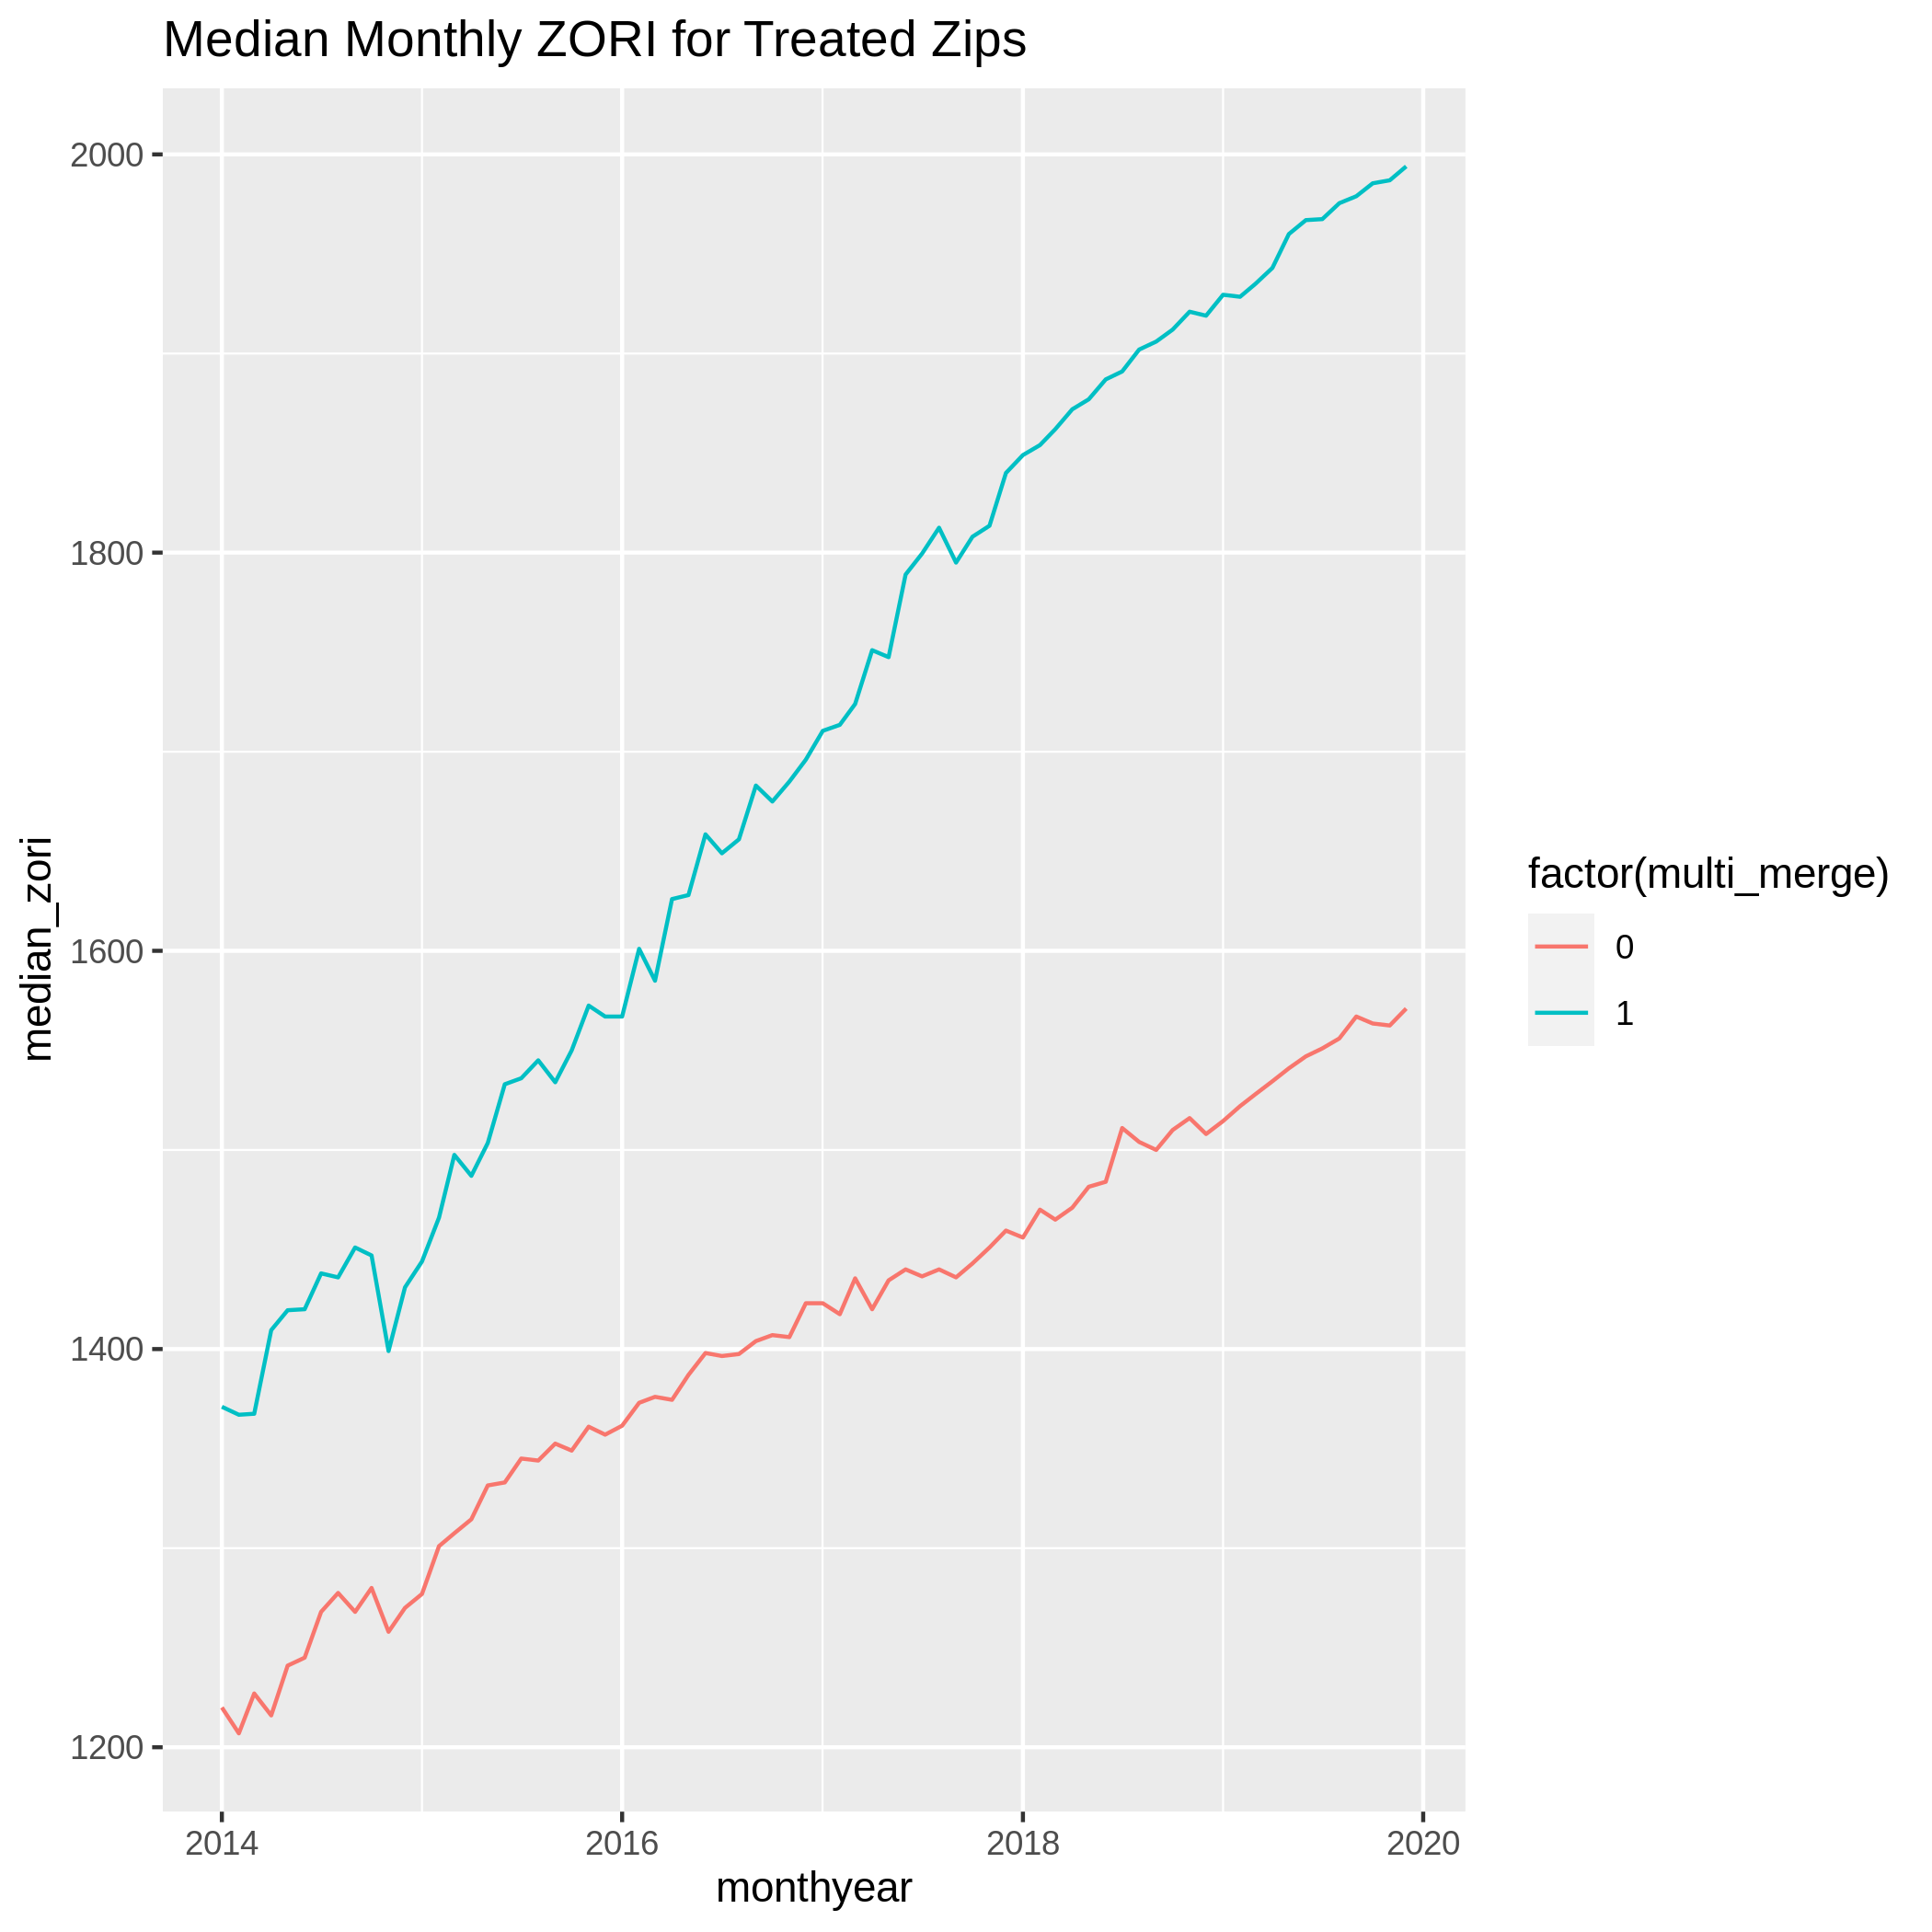 Median Monthly ZORI for Treated Zips
2000
1800
1600
1400
1200
median_zori
2014
2016
2018
2020
monthyear
factor(multi_merge)
0
1